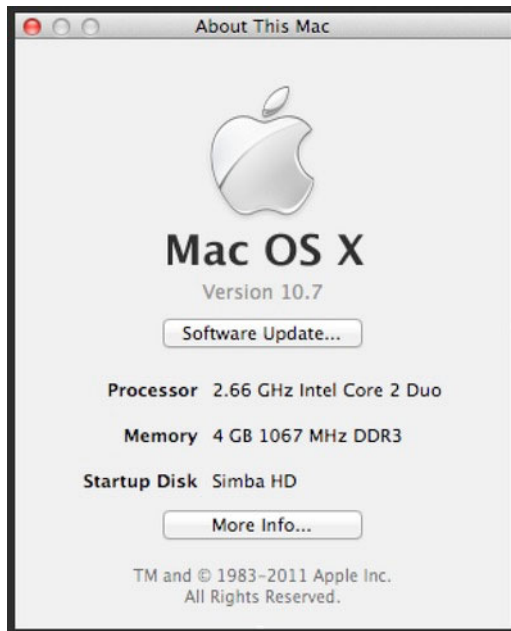 About This Mac
Mac OS X
Version 10.7
Software Update...
Processor 2.66 GHz Intel Core 2 Duo
Memory 4 GB 1067 MHz DDR3
Startup Disk Simba HD
More Info...
TM and © 1983–2011 Apple Inc.
All Rights Reserved.